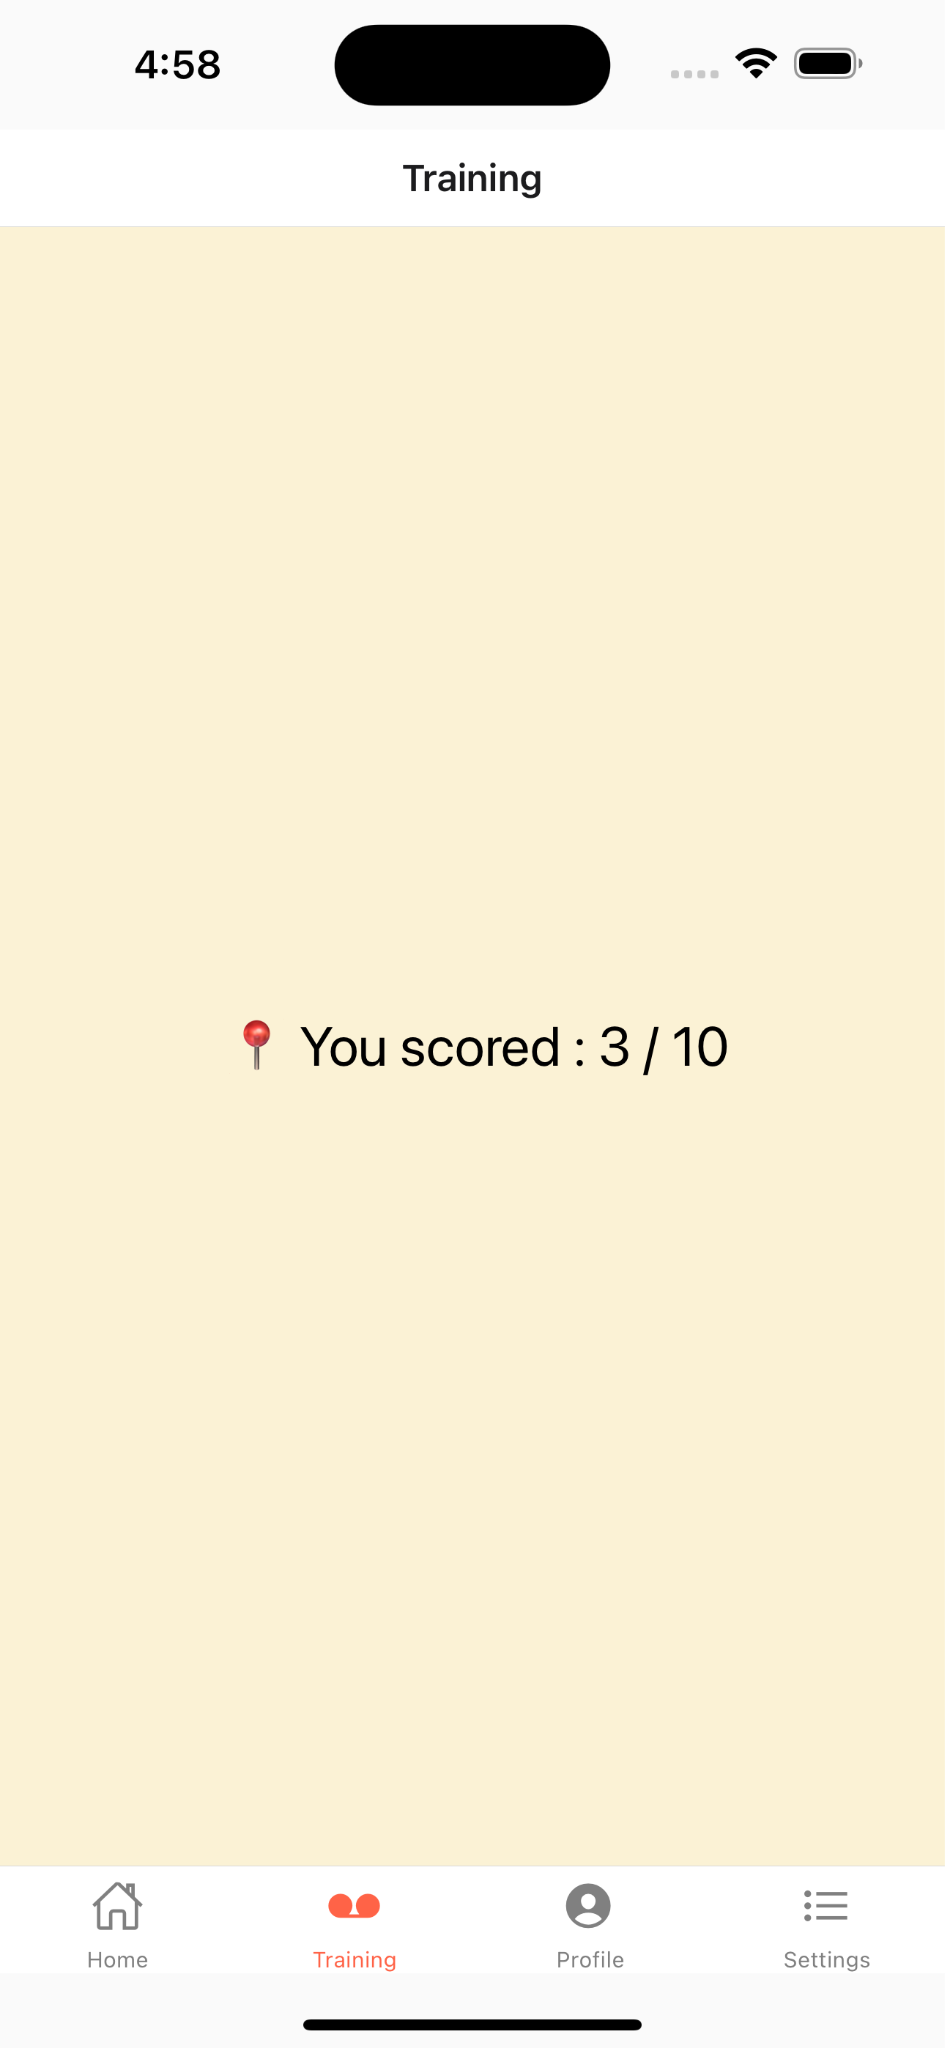 4:58
Training
📍 You scored : 3 / 10
Home
Training
Profile
Settings